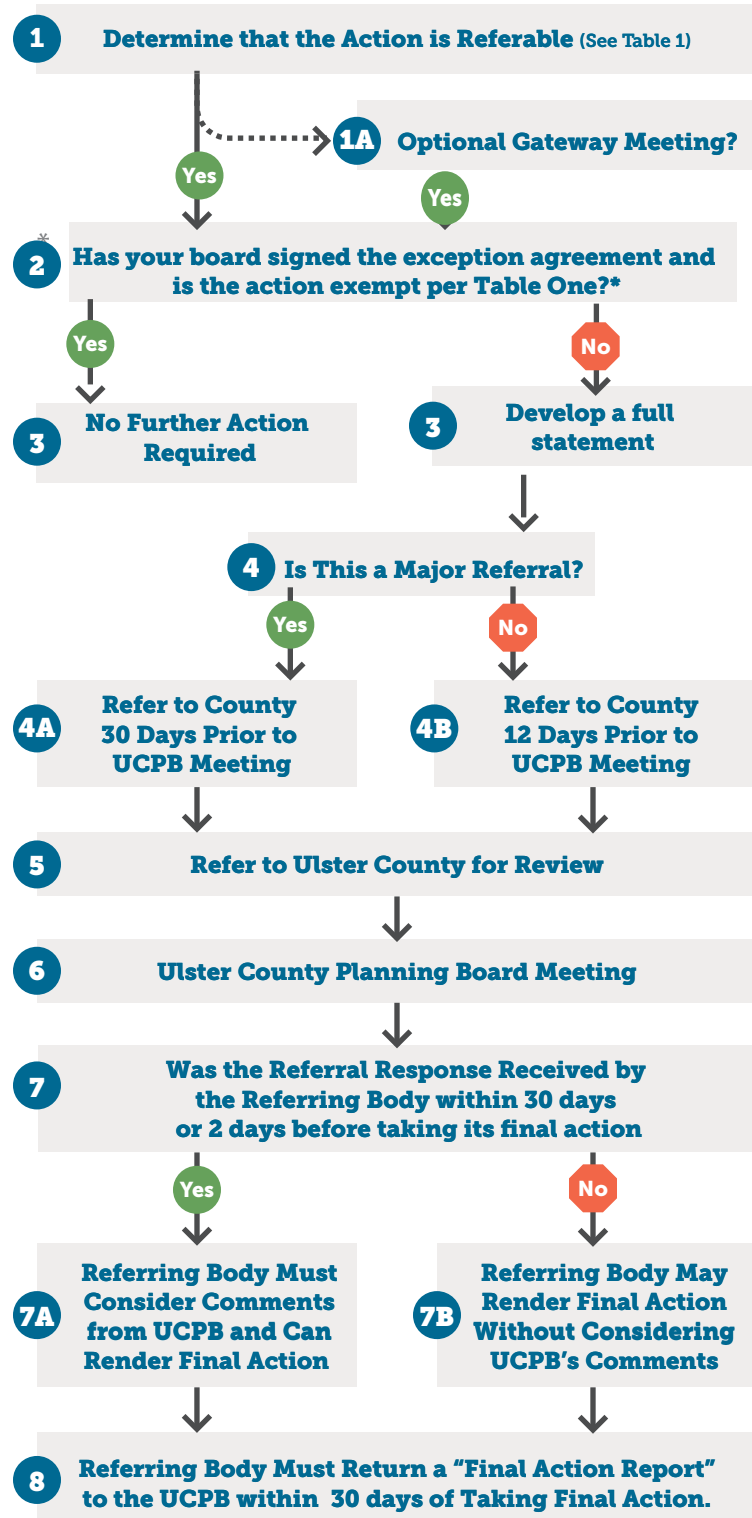 1 Determine that the Action is Referable (See Table 1)
1A Optional Gateway Meeting?
Yes
Yes
*
2 Has your board signed the exception agreement and
is the action exempt per Table One?*
Yes
No
3 No Further Action
Required
3 Develop a full
statement
4 Is This a Major Referral?
Yes
No
4A Refer to County
30 Days Prior to
UCPB Meeting
4B Refer to County
12 Days Prior to
UCPB Meeting
5 Refer to Ulster County for Review
6 Ulster County Planning Board Meeting
7 Was the Referral Response Received by
the Referring Body within 30 days
or 2 days before taking its final action
Yes
No
7A Referring Body Must
Consider Comments
from UCPB and Can
Render Final Action
7B Referring Body May
Render Final Action
Without Considering
UCPB’s Comments
8 Referring Body Must Return a “Final Action Report”
to the UCPB within 30 days of Taking Final Action.